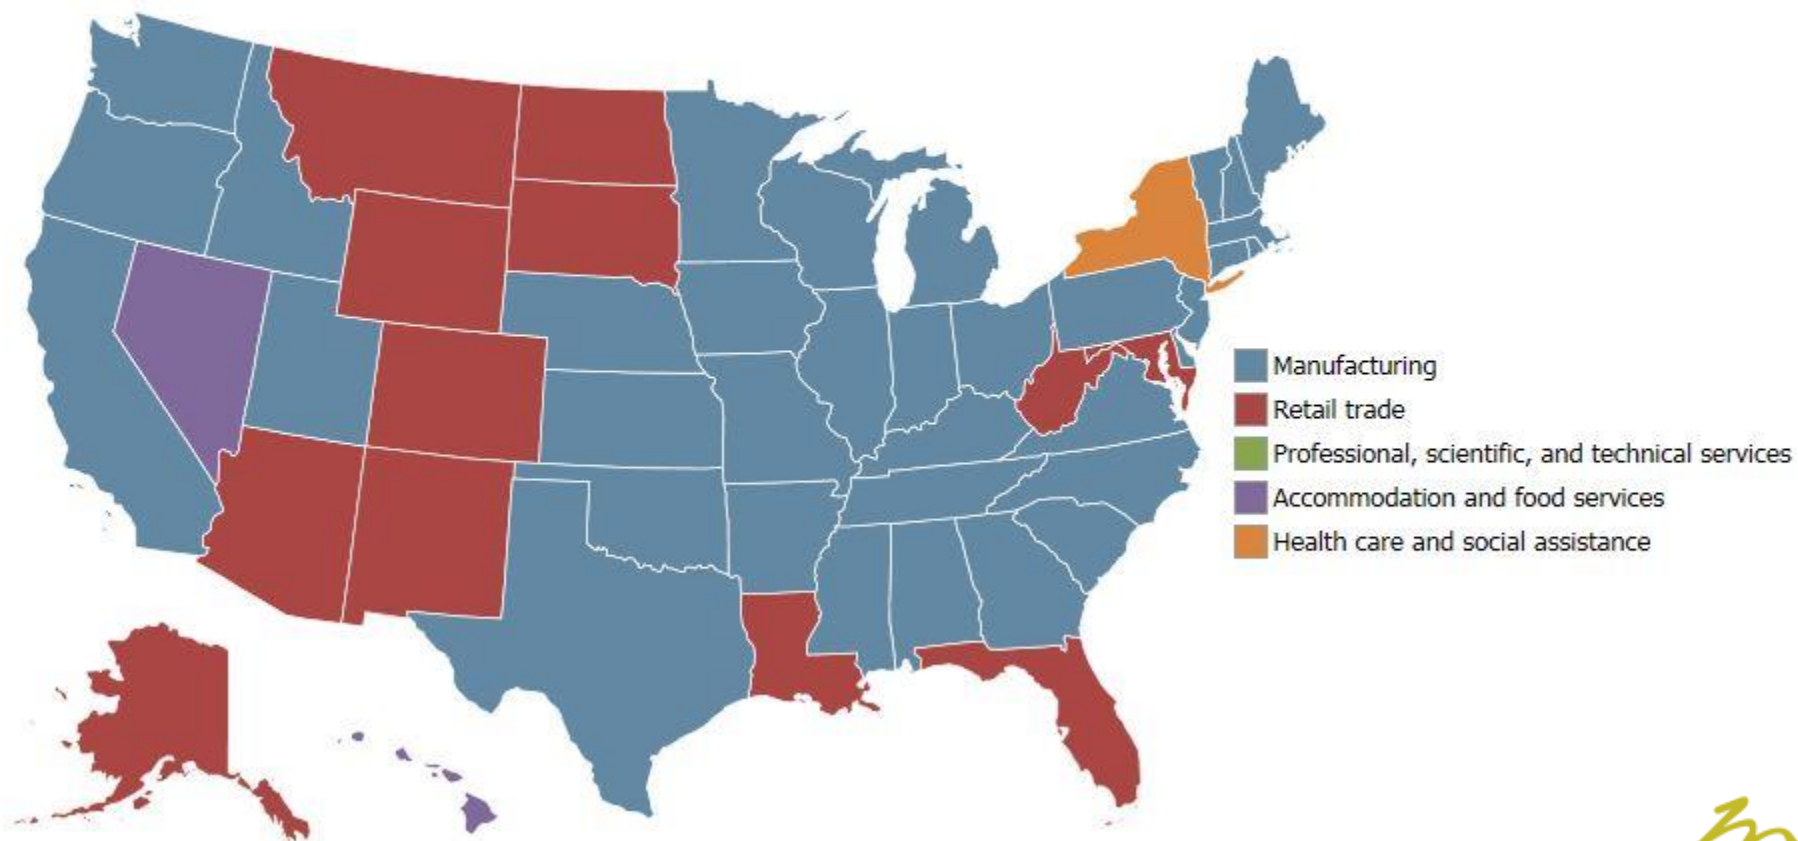 Manufacturing
Retail trade
Professional, scientific, and technical services
Accommodation and food services
Health care and social assistance